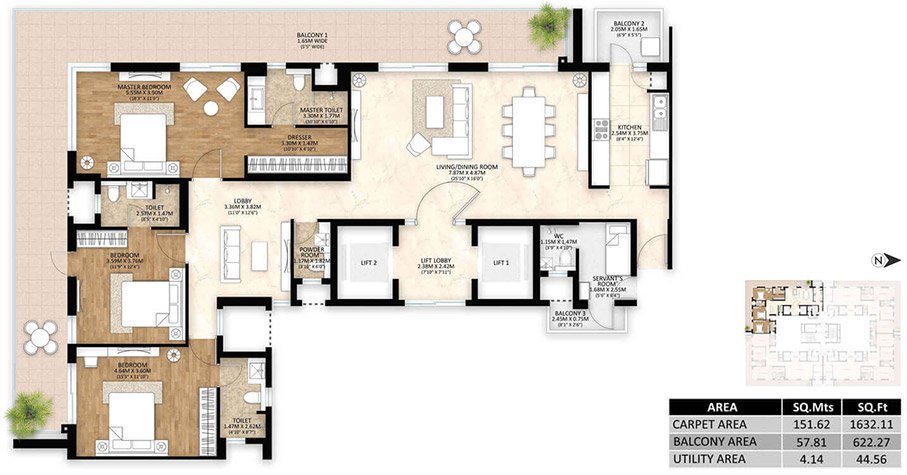 BALCONY 1
1.65M WIDE
(5'5" WIDE)
BALCONY 2
2.05M X 1.65M
(6'9" X 5'5")
MASTER BEDROOM
5.55M X 3.50M
(18'3" X 11'9")
MASTER TOILET
3.30M X 1.77M
(10'10" X 5'10")
DRESSER
3.30M X 1.47M
(10'10" X 4'10")
LIVING/DINING ROOM
7.87M X 4.87M
(25'10" X 16'0")
KITCHEN
2.54M X 3.75M
(8'4" X 12'4")
TOILET
2.57M X 1.47M
(8'5" X 4'10")
LOBBY
3.36M X 3.82M
(11'0" X 12'6")
BEDROOM
3.59M X 3.76M
(11'9" X 12'4")
POWDER
ROOM
1.17M X 1.82M
(3'10" X 6'0")
LIFT 2
LIFT LOBBY
2.38M X 2.42M
(7'10" X 7'11")
LIFT 1
WC
1.15M X 1.47M
(3'9" X 4'10")
SERVANT'S
ROOM
1.68M X 2.55M
(5'6" X 8'4")
BALCONY 3
2.45M X 0.75M
(8'1" X 2'6")
BEDROOM
4.64M X 3.60M
(15'3" X 11'10")
TOILET
1.47M X 2.62M
(4'10" X 8'7")
N
AREA SQ.Mts SQ.Ft
CARPET AREA 151.62 1632.11
BALCONY AREA 57.81 622.27
UTILITY AREA 4.14 44.56